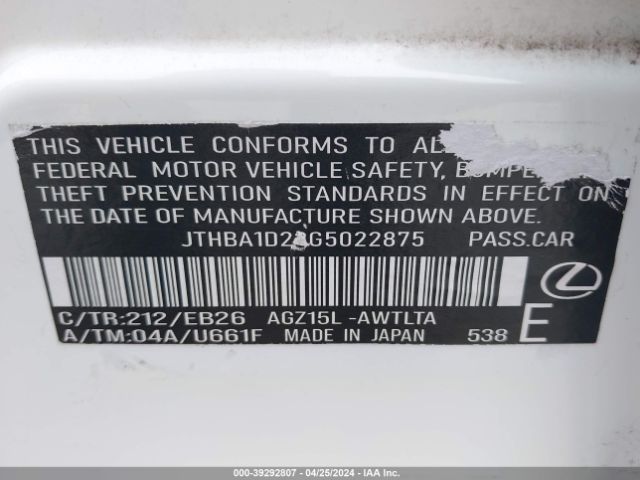 THIS VEHICLE CONFORMS TO
FEDERAL MOTOR VEHICLE SAFETY,
THEFT PREVENTION STANDARDS IN EFFECT ON
THE DATE OF MANUFACTURE SHOWN ABOVE.
PASS.CAR
C/TR:212/EB26 AGZ15L -AWTLTA
A/TM:04A/U661F MADE IN JAPAN 538 E
000-39292807 - 04/25/2024 - IAA Inc.